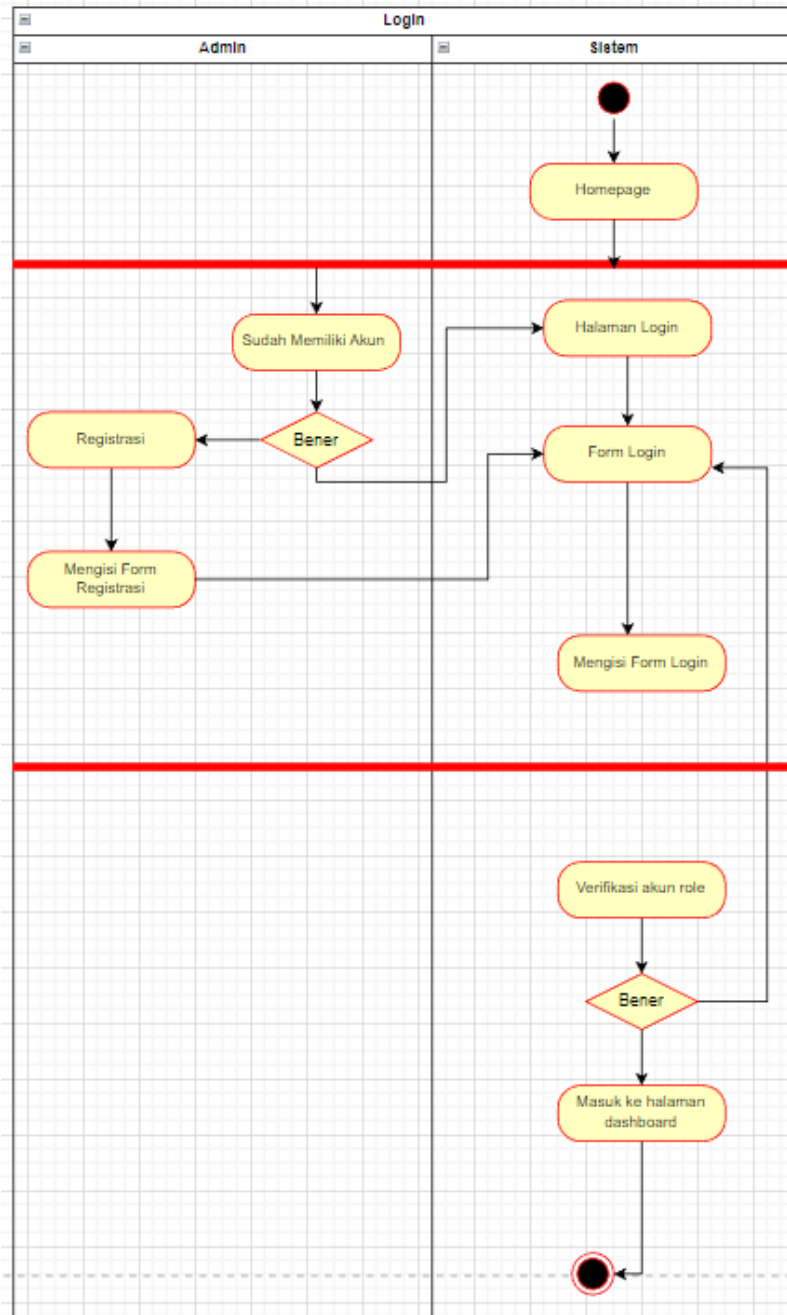 Login
Admin
Sistem
Homepage
Sudah Memiliki Akun
Halaman Login
Registrasi
Bener
Form Login
Mengisi Form
Registrasi
Mengisi Form Login
Verifikasi akun role
Bener
Masuk ke halaman
dashboard